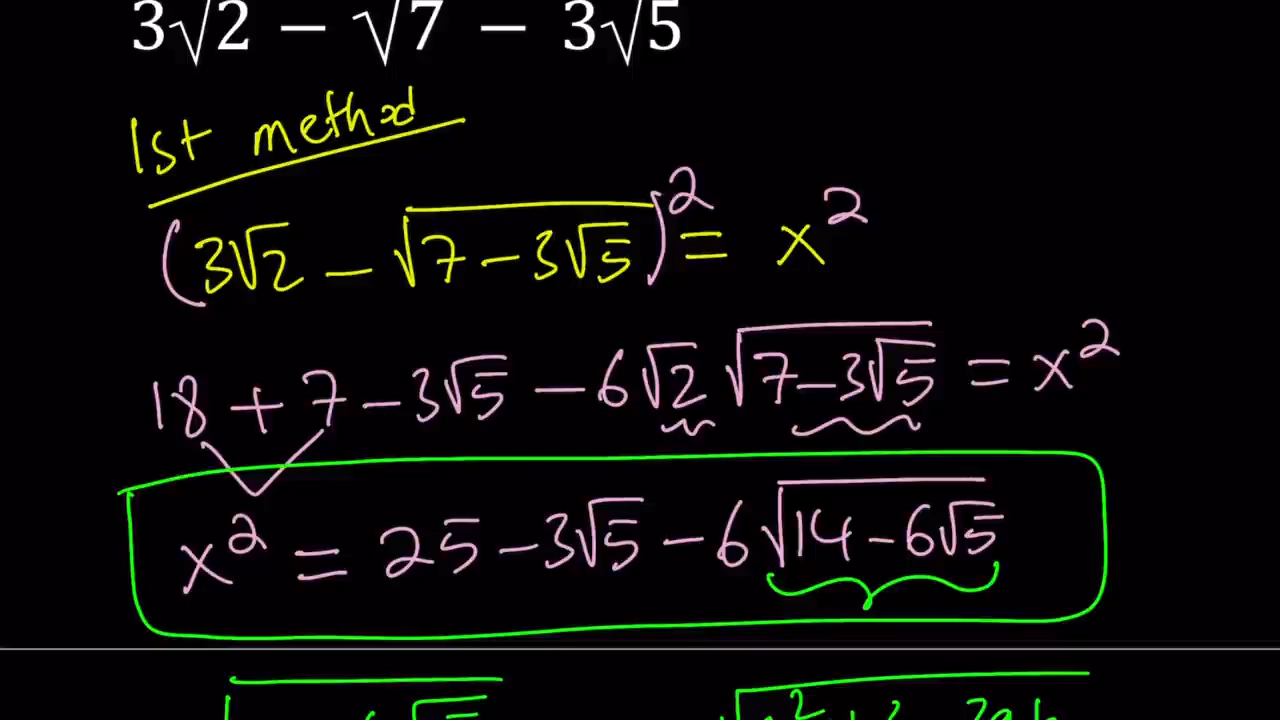 3√2 − √7 − 3√5
1st method
(3√2 − √(7 − 3√5))² = x²
18 + 7 − 3√5 − 6√2 √(7 − 3√5) = x²
x² = 25 − 3√5 − 6√(14 − 6√5)